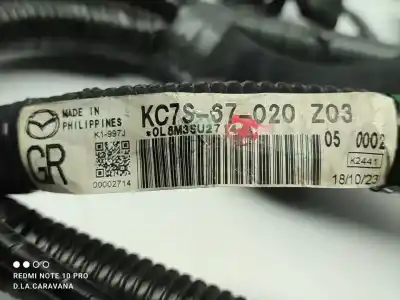 MADE IN
PHILIPPINES
K1-997J
GR
00002714
KC7S-67-020 Z03
*0L8M3SU27
05 0002
K2441
18/10/23
REDMI NOTE 10 PRO
D.LA.CARAVANA